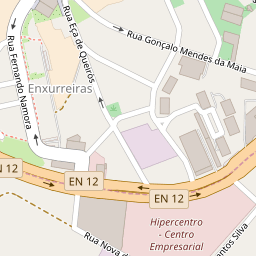 Rua Gonçalo Mendes da Maia
Rua Eça de Queirós
Rua Fernando Namora
Enxurreiras
EN 12
EN 12
EN 12
Hipercentro
- Centro
Empresarial
antos Silva
Rua Nova d